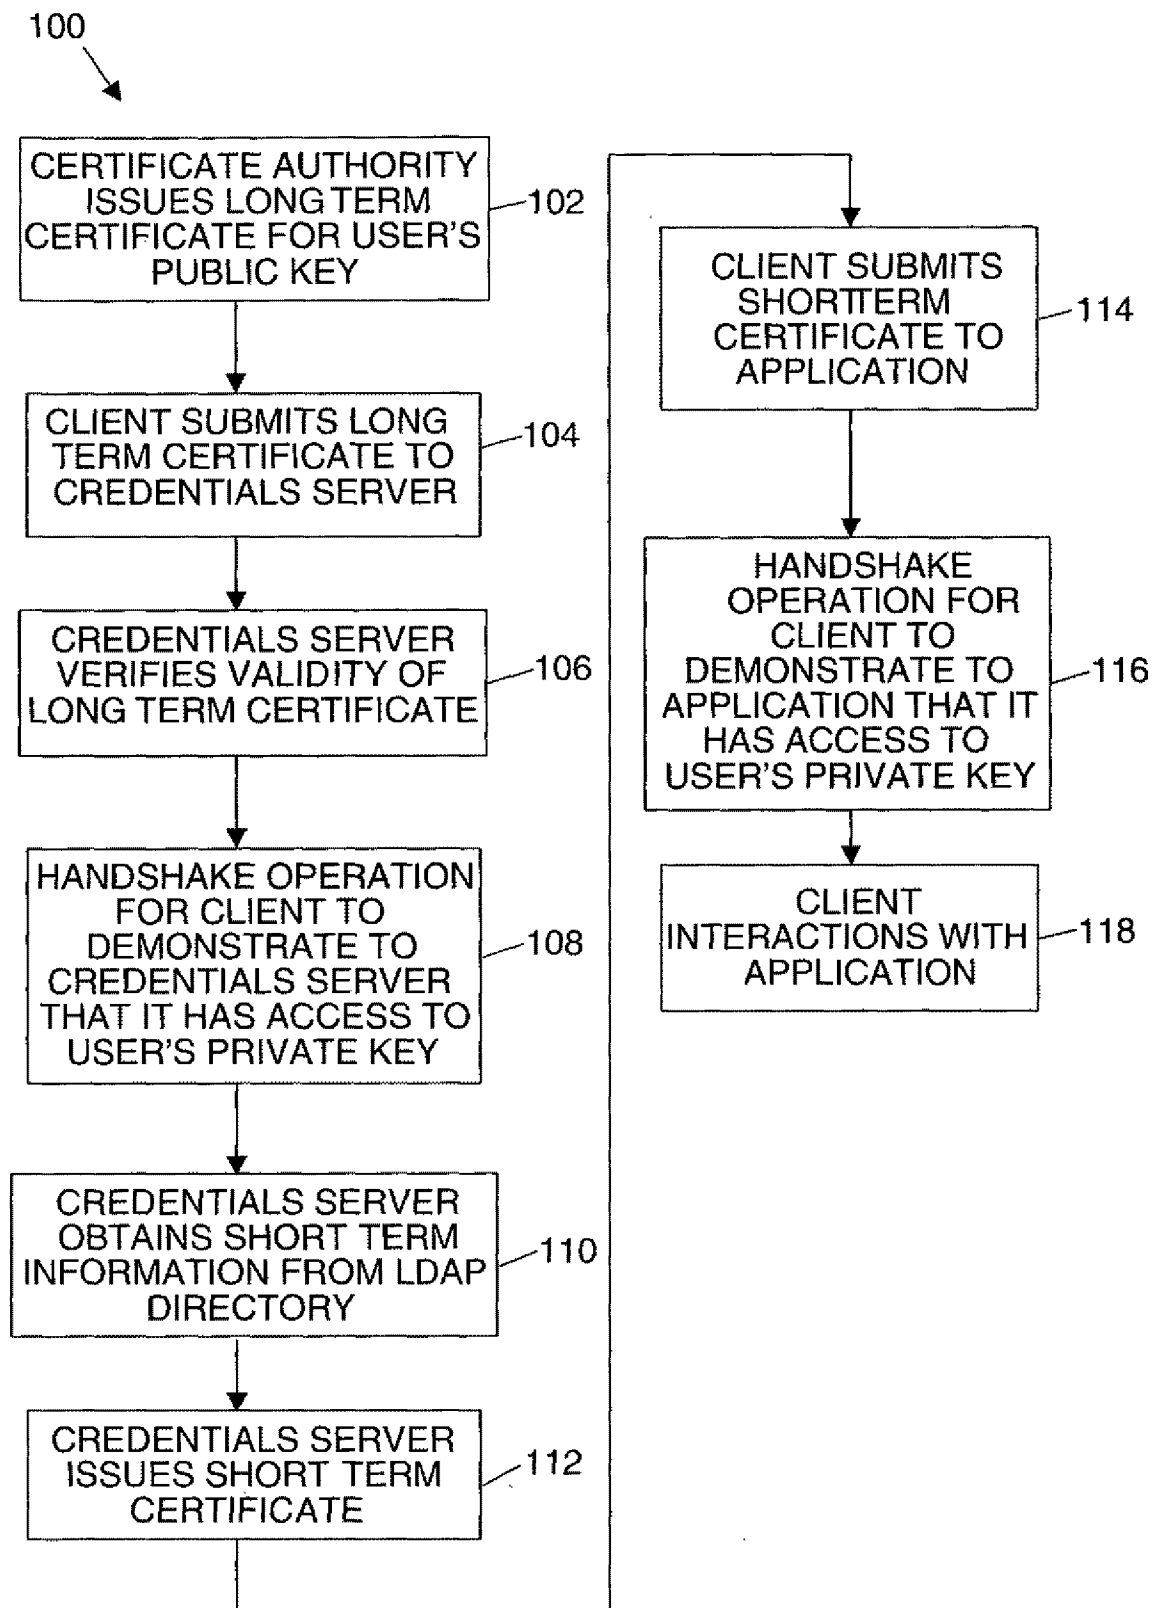 100
CERTIFICATE AUTHORITY
ISSUES LONG TERM
CERTIFICATE FOR USER'S
PUBLIC KEY
102
CLIENT SUBMITS LONG
TERM CERTIFICATE TO
CREDENTIALS SERVER
104
CREDENTIALS SERVER
VERIFIES VALIDITY OF
LONG TERM CERTIFICATE
106
HANDSHAKE OPERATION
FOR CLIENT TO
DEMONSTRATE TO
CREDENTIALS SERVER
THAT IT HAS ACCESS TO
USER'S PRIVATE KEY
108
CREDENTIALS SERVER
OBTAINS SHORT TERM
INFORMATION FROM LDAP
DIRECTORY
110
CREDENTIALS SERVER
ISSUES SHORT TERM
CERTIFICATE
112
CLIENT SUBMITS
SHORT TERM
CERTIFICATE TO
APPLICATION
114
HANDSHAKE
OPERATION FOR
CLIENT TO
DEMONSTRATE TO
APPLICATION THAT IT
HAS ACCESS TO
USER'S PRIVATE KEY
116
CLIENT
INTERACTIONS WITH
APPLICATION
118